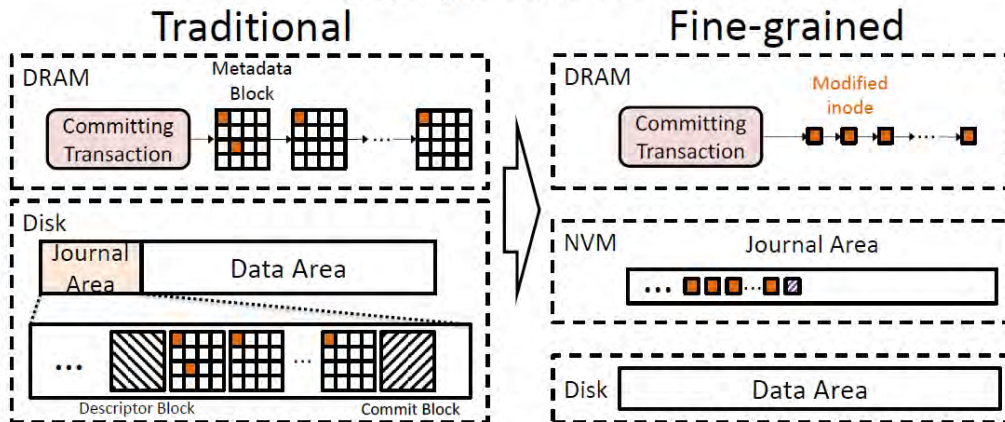 Traditional
DRAM
Metadada
Block
Committing
Transaction
...
Disk
Journal
Area
Data Area
...
...
Descriptor Block
Commit Block
Fine-grained
DRAM
Modified
inode
Committing
Transaction
...
NVM
Journal Area
...
...
Disk
Data Area